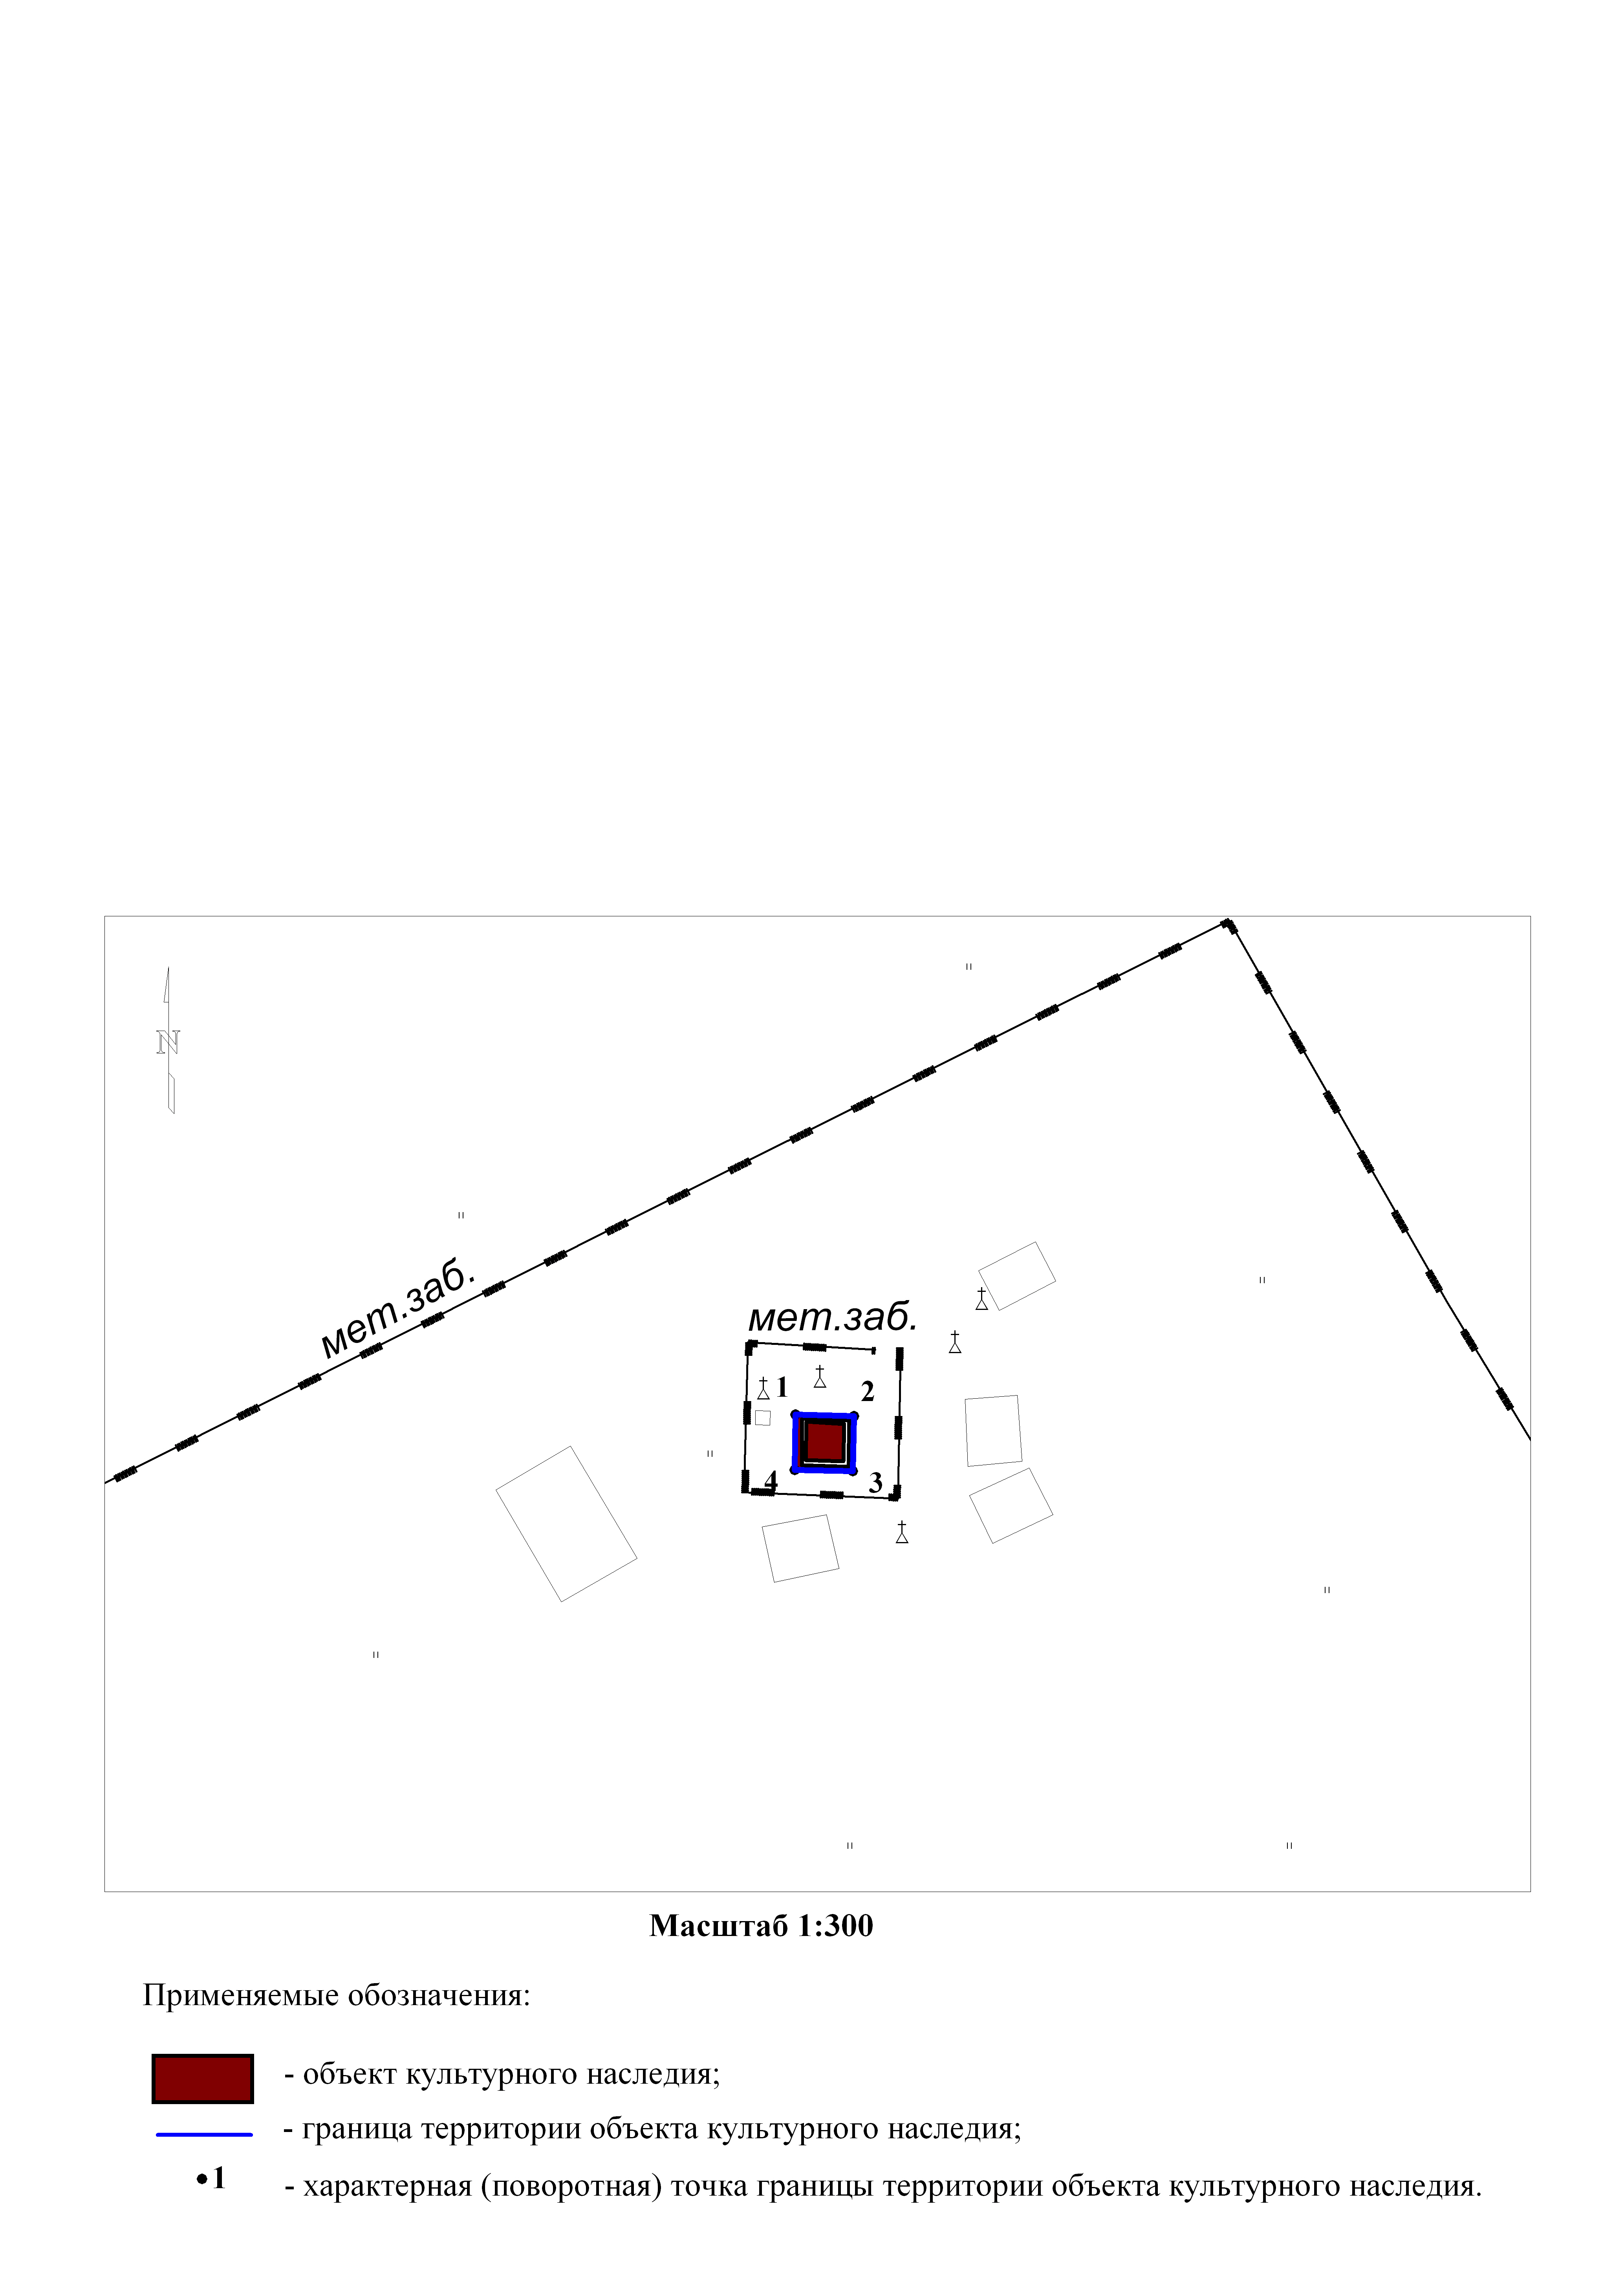 N
мет.заб.
мет.заб.
1
2
4
3
Масштаб 1:300
Применяемые обозначения:
- объект культурного наследия;
- граница территории объекта культурного наследия;
•1 - характерная (поворотная) точка границы территории объекта культурного наследия.